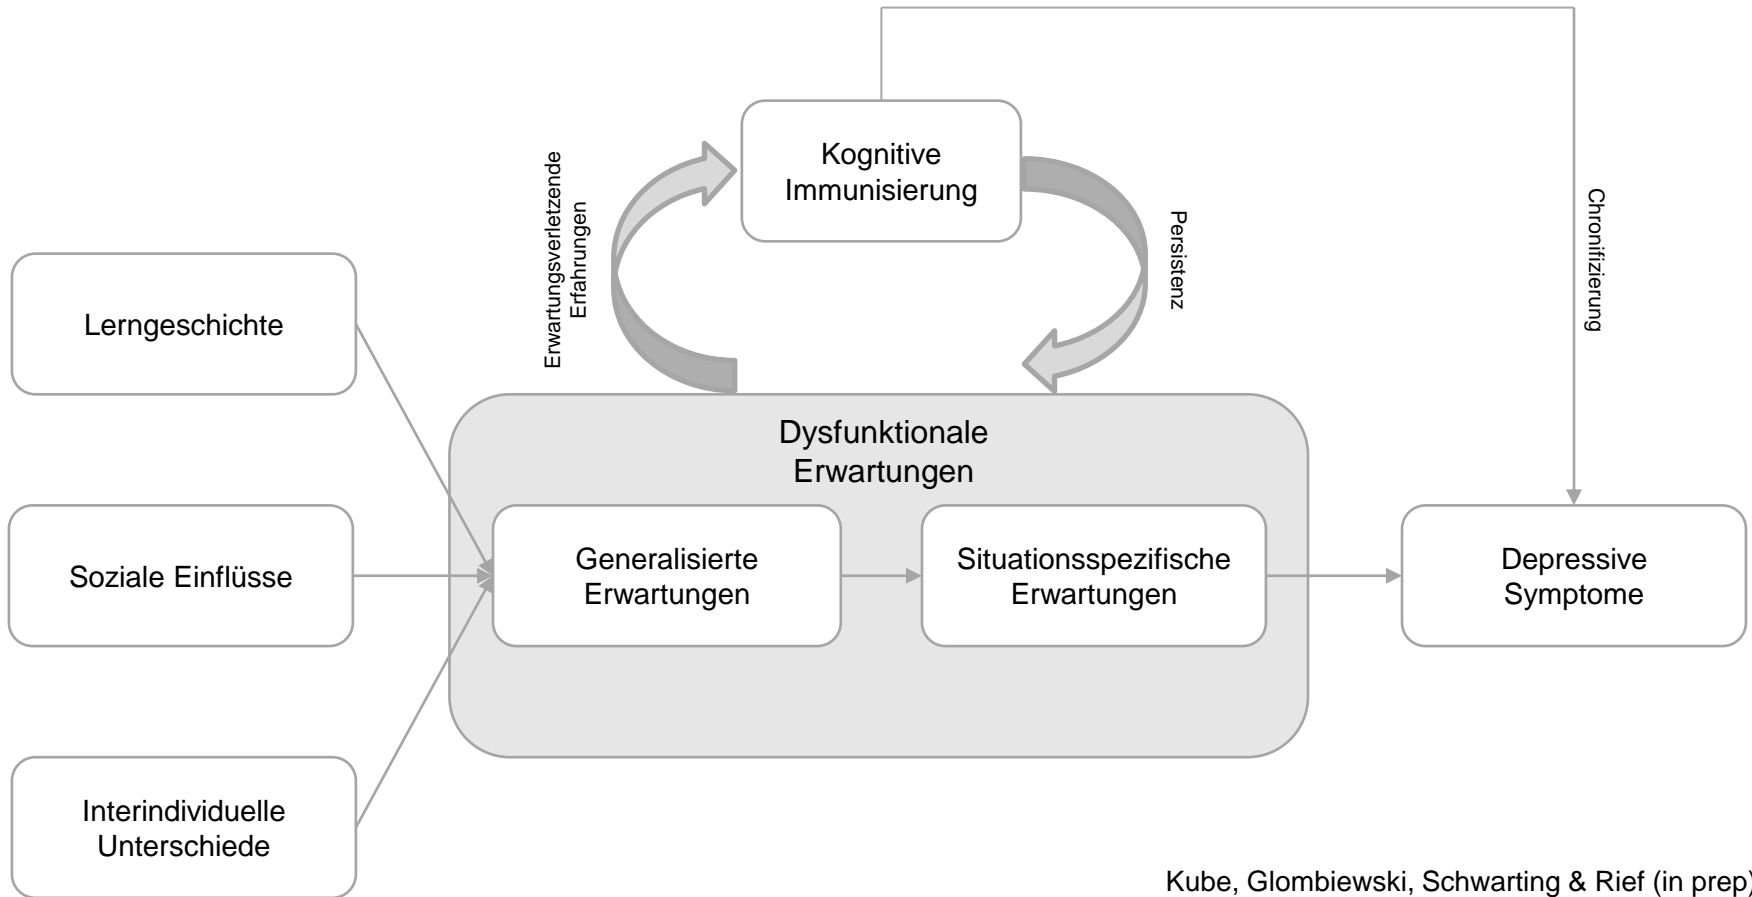 Kognitive
Immunisierung
Erwartungsverletzende
Erfahrungen
Persistenz
Chronifizierung
Lerngeschichte
Dysfunktionale
Erwartungen
Soziale Einflüsse
Generalisierte
Erwartungen
Situationsspezifische
Erwartungen
Depressive
Symptome
Interindividuelle
Unterschiede
Kube, Glombiewski, Schwarting & Rief (in prep)